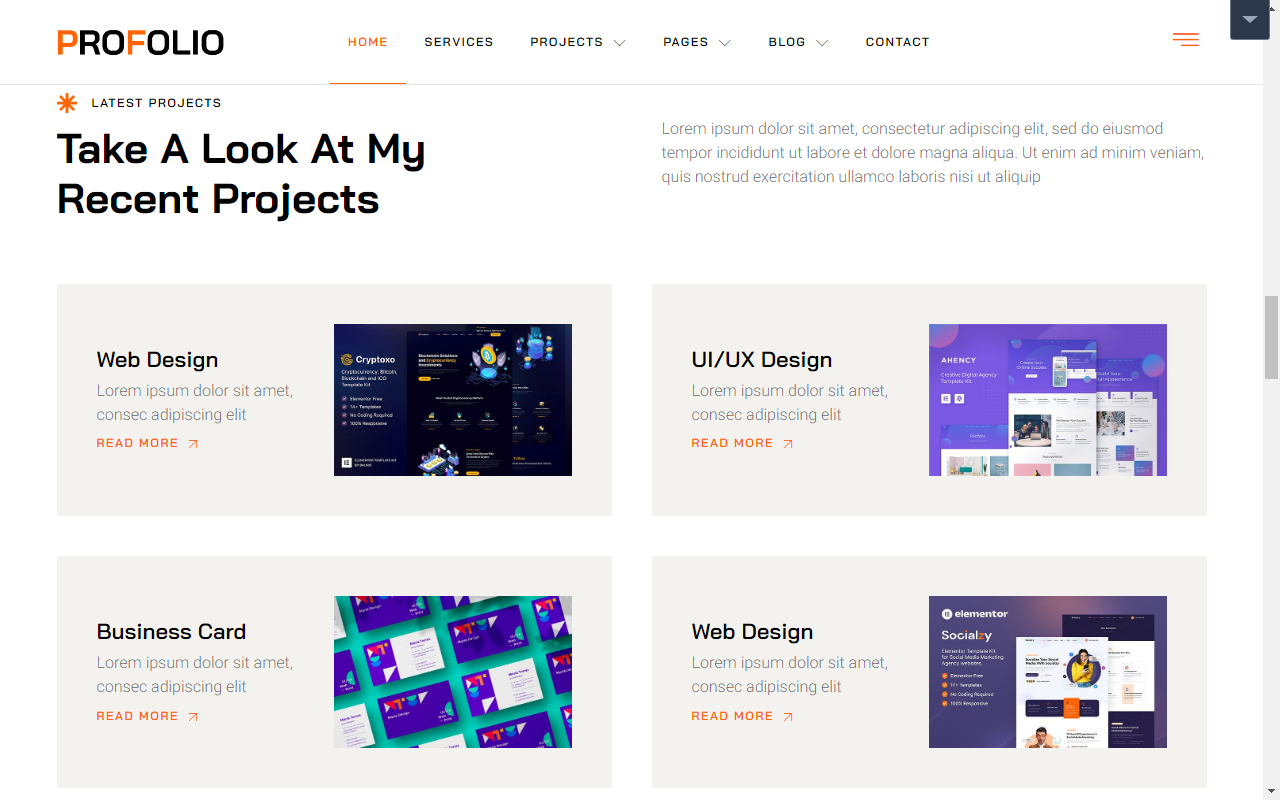 PROFOLIO
HOME
SERVICES
PROJECTS
PAGES
BLOG
CONTACT
LATEST PROJECTS
Take A Look At My
Recent Projects
Lorem ipsum dolor sit amet, consectetur adipiscing elit, sed do eiusmod
tempor incididunt ut labore et dolore magna aliqua. Ut enim ad minim veniam,
quis nostrud exercitation ullamco laboris nisi ut aliquip
Web Design
Lorem ipsum dolor sit amet,
consec adipiscing elit
READ MORE
Cryptoxo
Cryptocurrency, Bitcoin,
Blockchain and ICO
Template Kit
Elementor Free
No Coding Required
100% Responsive
Blockchain Solutions
and Cryptocurrency
Investments
UI/UX Design
Lorem ipsum dolor sit amet,
consec adipiscing elit
READ MORE
AHENCY
Creative Digital Agency
Template Kit
Portfolio
Business Card
Lorem ipsum dolor sit amet,
consec adipiscing elit
READ MORE
Web Design
Lorem ipsum dolor sit amet,
consec adipiscing elit
READ MORE
elementor
Socialzy
Elementor Template Kit
for Social Media Marketing
Agency websites.
Elementor Free
17+ Templates
No Coding Required
100% Responsive